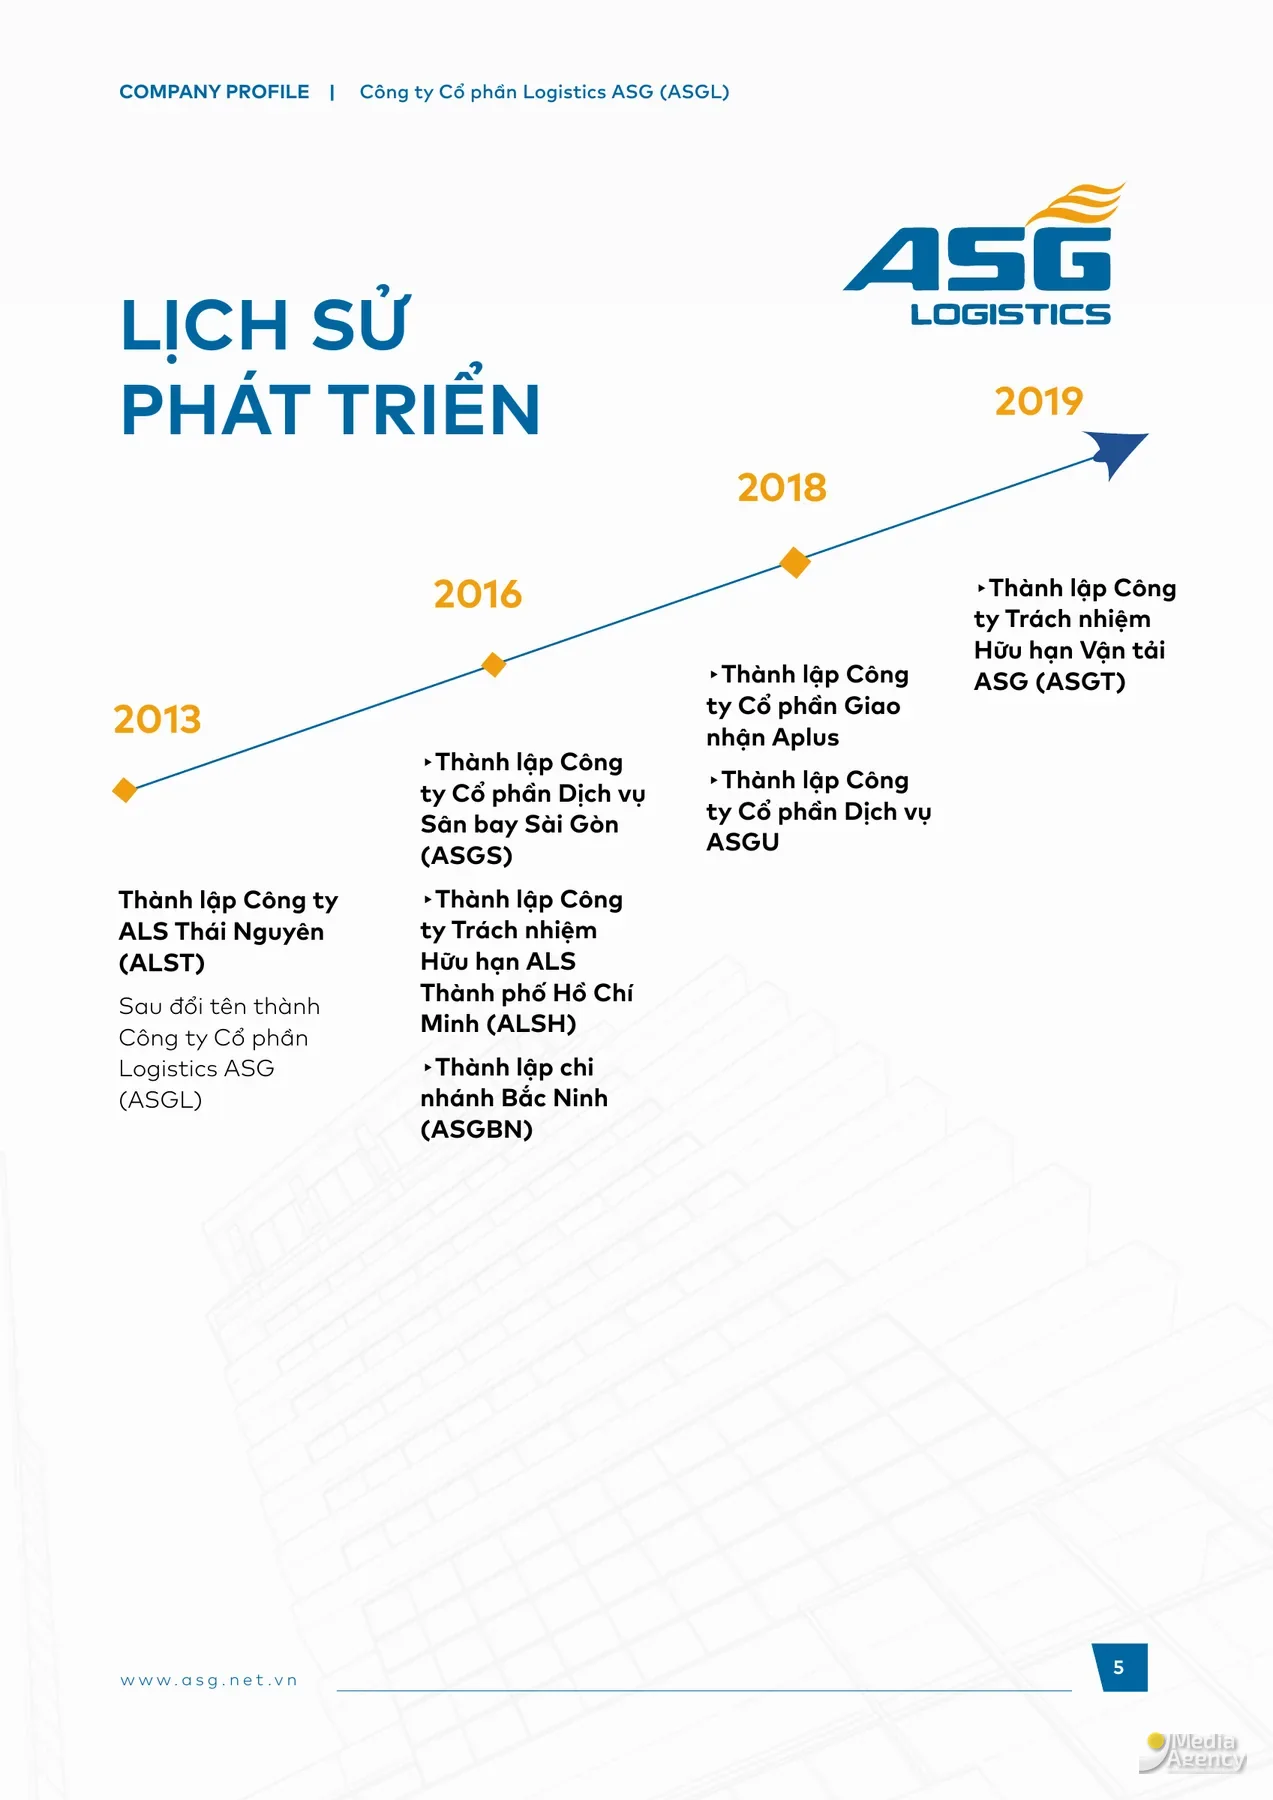 COMPANY PROFILE | Công ty Cổ phần Logistics ASG (ASGL)
ASG
LOGISTICS
LỊCH SỬ
PHÁT TRIỂN
2013
Thành lập Công ty
ALS Thái Nguyên
(ALST)
Sau đổi tên thành
Công ty Cổ phần
Logistics ASG
(ASGL)
2016
▸Thành lập Công
ty Cổ phần Dịch vụ
Sân bay Sài Gòn
(ASGS)
▸Thành lập Công
ty Trách nhiệm
Hữu hạn ALS
Thành phố Hồ Chí
Minh (ALSH)
▸Thành lập chi
nhánh Bắc Ninh
(ASGBN)
2018
▸Thành lập Công
ty Cổ phần Giao
nhận Aplus
▸Thành lập Công
ty Cổ phần Dịch vụ
ASGU
2019
▸Thành lập Công
ty Trách nhiệm
Hữu hạn Vận tải
ASG (ASGT)
www.asg.net.vn
5
Media
Agency